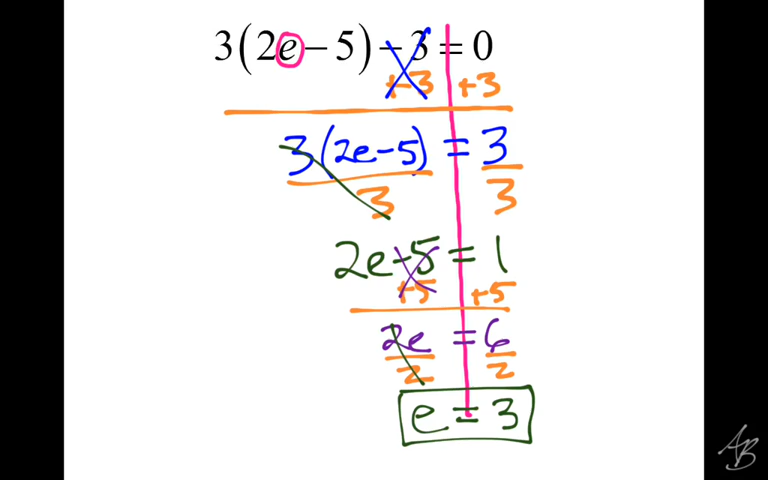 3(2e − 5) − 3 = 0
+3 +3
3(2e − 5) = 3
3 3
2e − 5 = 1
+5 +5
2e = 6
2 2
e = 3
AB